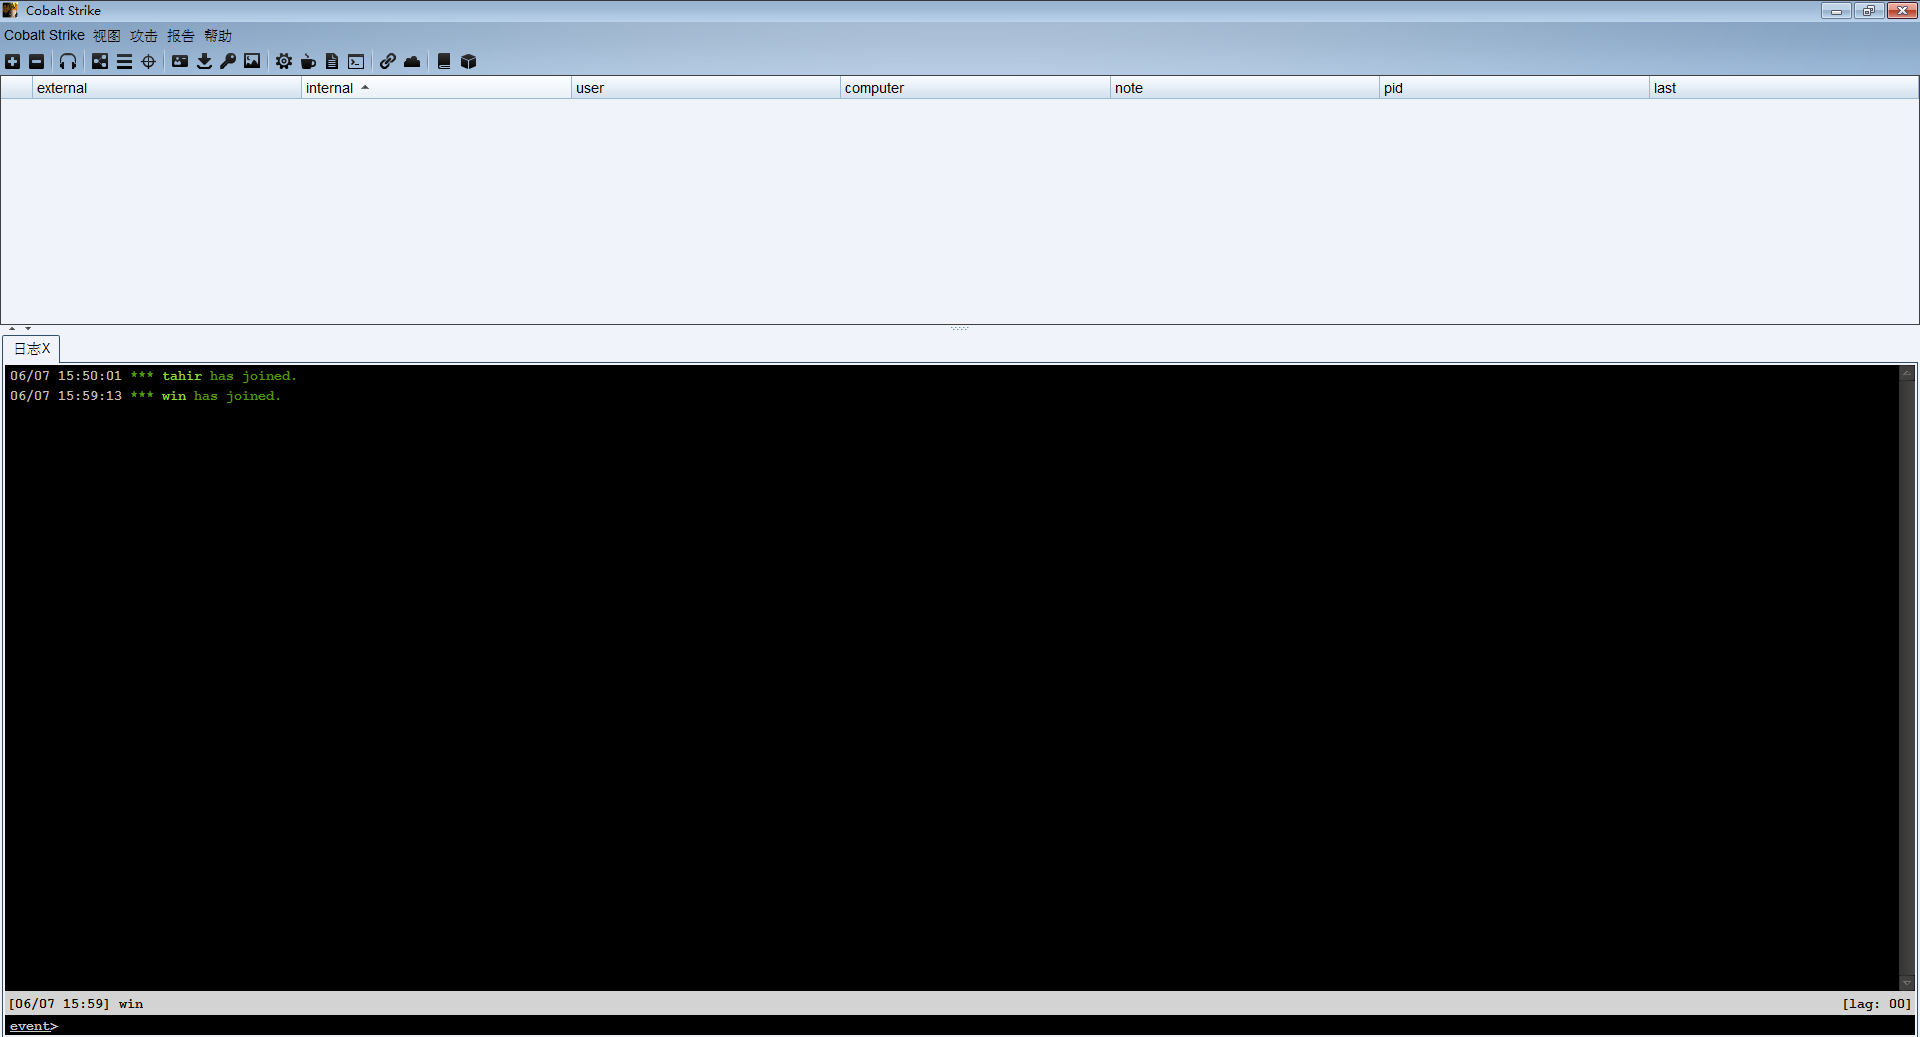 Cobalt Strike
Cobalt Strike 视图 攻击 报告 帮助
external internal user computer note pid last
日志X
06/07 15:50:01 *** tahir has joined.
06/07 15:59:13 *** win has joined.
[06/07 15:59] win [lag: 00]
event>